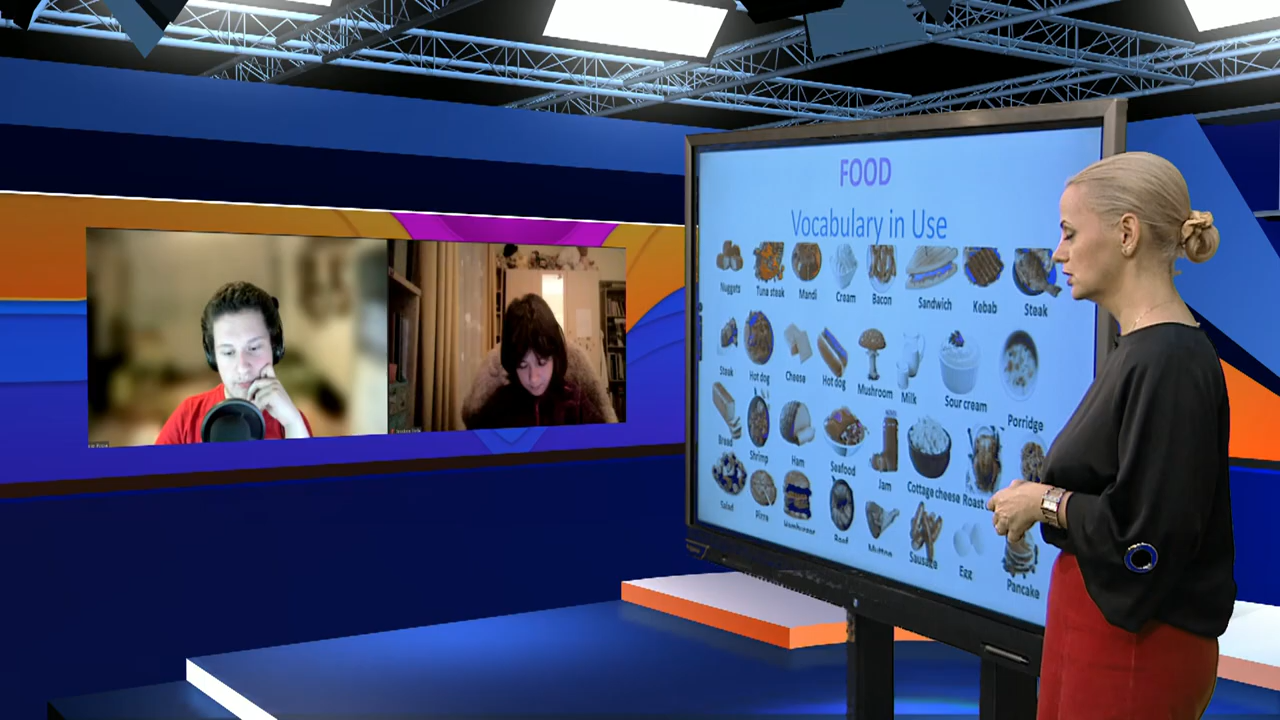 FOOD
Vocabulary in Use
Nuggets Tuna steak Mandi Cream Bacon Sandwich Kebab Steak
Steak Hot dog Cheese Hot dog Mushroom Milk Sour cream Porridge
Bread Shrimp Ham Seafood Jam Cottage cheese Roast
Salad Pizza Hamburger Beef Mutton Sausage Egg Pancake